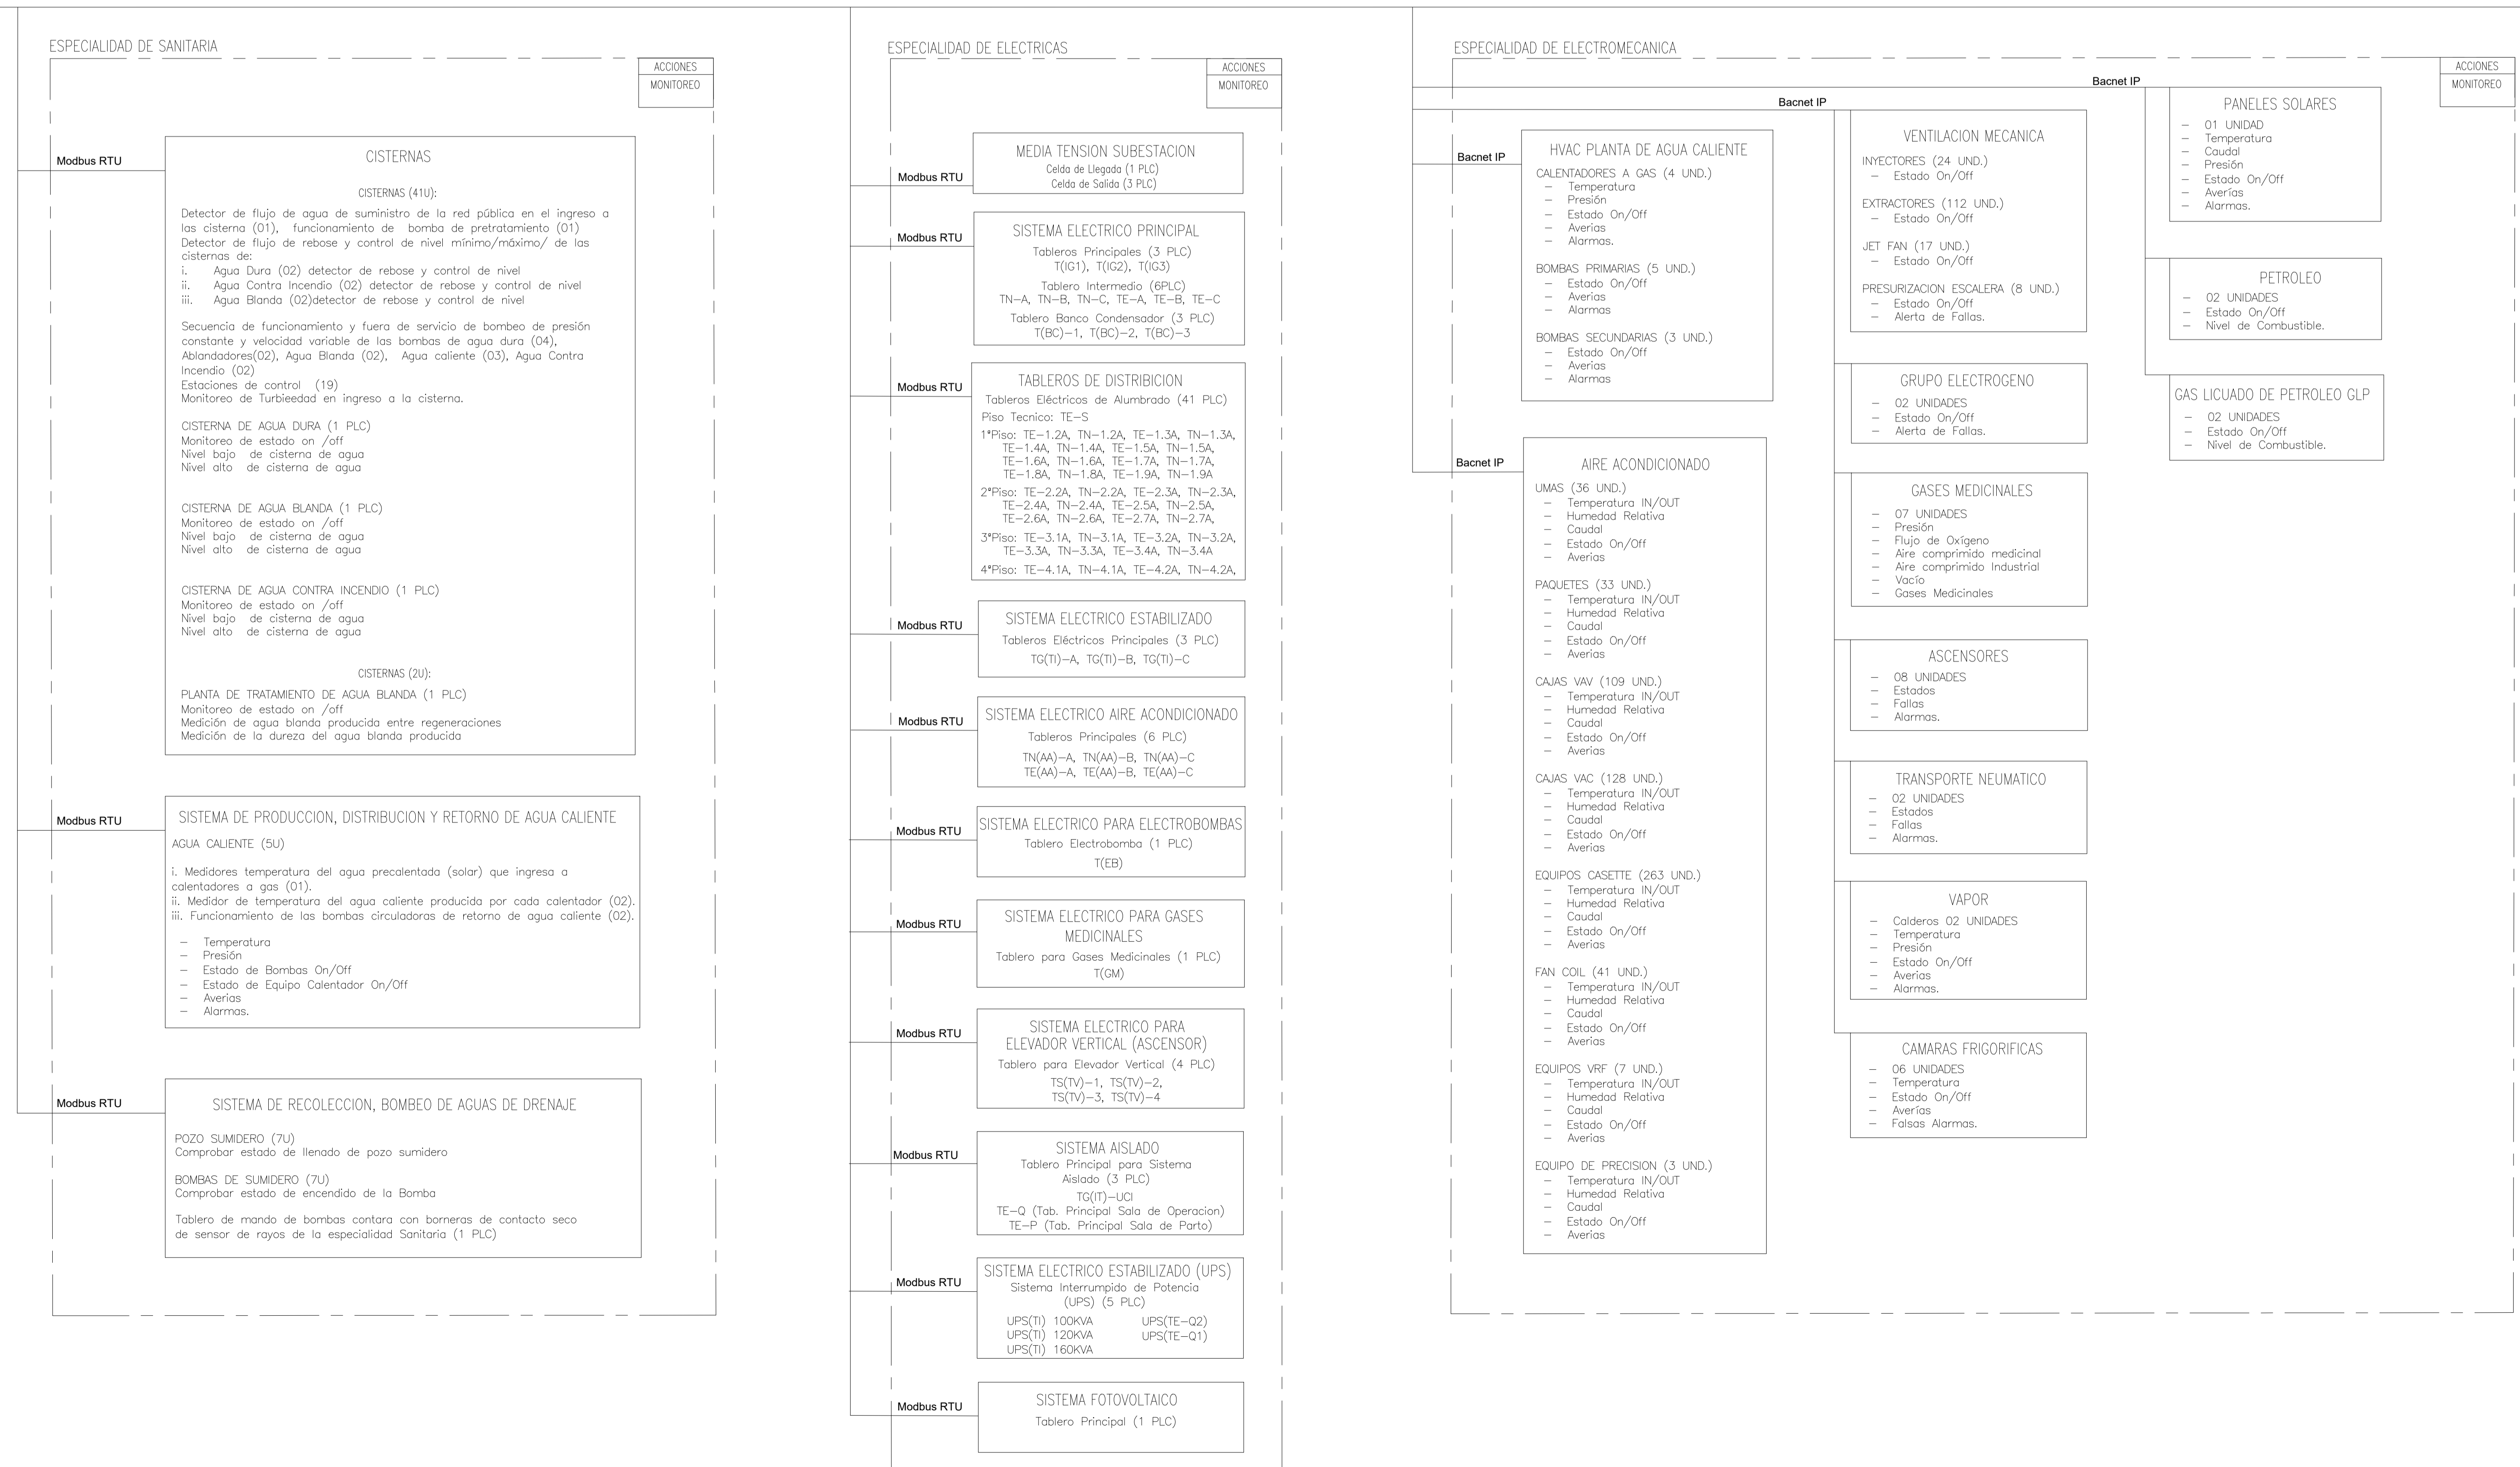 ESPECIALIDAD DE SANITARIA
ACCIONES
MONITOREO
Modbus RTU
CISTERNAS
CISTERNAS (41U):
Detector de flujo de agua de suministro de la red pública en el ingreso a
las cisterna (01), funcionamiento de bomba de pretratamiento (01)
Detector de flujo de rebose y control de nivel mínimo/máximo/ de las
cisternas de:
i. Agua Dura (02) detector de rebose y control de nivel
ii. Agua Contra Incendio (02) detector de rebose y control de nivel
iii. Agua Blanda (02)detector de rebose y control de nivel
Secuencia de funcionamiento y fuera de servicio de bombeo de presión
constante y velocidad variable de las bombas de agua dura (04),
Ablandadores(02), Agua Blanda (02), Agua caliente (03), Agua Contra
Incendio (02)
Estaciones de control (19)
Monitoreo de Turbieedad en ingreso a la cisterna.
CISTERNA DE AGUA DURA (1 PLC)
Monitoreo de estado on /off
Nivel bajo de cisterna de agua
Nivel alto de cisterna de agua
CISTERNA DE AGUA BLANDA (1 PLC)
Monitoreo de estado on /off
Nivel bajo de cisterna de agua
Nivel alto de cisterna de agua
CISTERNA DE AGUA CONTRA INCENDIO (1 PLC)
Monitoreo de estado on /off
Nivel bajo de cisterna de agua
Nivel alto de cisterna de agua
CISTERNAS (2U):
PLANTA DE TRATAMIENTO DE AGUA BLANDA (1 PLC)
Monitoreo de estado on /off
Medición de agua blanda producida entre regeneraciones
Medición de la dureza del agua blanda producida
Modbus RTU
SISTEMA DE PRODUCCION, DISTRIBUCION Y RETORNO DE AGUA CALIENTE
AGUA CALIENTE (5U)
i. Medidores temperatura del agua precalentada (solar) que ingresa a
calentadores a gas (01).
ii. Medidor de temperatura del agua caliente producida por cada calentador (02).
iii. Funcionamiento de las bombas circuladoras de retorno de agua caliente (02).
– Temperatura
– Presión
– Estado de Bombas On/Off
– Estado de Equipo Calentador On/Off
– Averias
– Alarmas.
Modbus RTU
SISTEMA DE RECOLECCION, BOMBEO DE AGUAS DE DRENAJE
POZO SUMIDERO (7U)
Comprobar estado de llenado de pozo sumidero
BOMBAS DE SUMIDERO (7U)
Comprobar estado de encendido de la Bomba
Tablero de mando de bombas contara con borneras de contacto seco
de sensor de rayos de la especialidad Sanitaria (1 PLC)
ESPECIALIDAD DE ELECTRICAS
ACCIONES
MONITOREO
Modbus RTU
MEDIA TENSION SUBESTACION
Celda de Llegada (1 PLC)
Celda de Salida (3 PLC)
Modbus RTU
SISTEMA ELECTRICO PRINCIPAL
Tableros Principales (3 PLC)
T(IG1), T(IG2), T(IG3)
Tablero Intermedio (6PLC)
TN–A, TN–B, TN–C, TE–A, TE–B, TE–C
Tablero Banco Condensador (3 PLC)
T(BC)–1, T(BC)–2, T(BC)–3
Modbus RTU
TABLEROS DE DISTRIBICION
Tableros Eléctricos de Alumbrado (41 PLC)
Piso Tecnico: TE–S
1°Piso: TE–1.2A, TN–1.2A, TE–1.3A, TN–1.3A,
TE–1.4A, TN–1.4A, TE–1.5A, TN–1.5A,
TE–1.6A, TN–1.6A, TE–1.7A, TN–1.7A,
TE–1.8A, TN–1.8A, TE–1.9A, TN–1.9A
2°Piso: TE–2.2A, TN–2.2A, TE–2.3A, TN–2.3A,
TE–2.4A, TN–2.4A, TE–2.5A, TN–2.5A,
TE–2.6A, TN–2.6A, TE–2.7A, TN–2.7A,
3°Piso: TE–3.1A, TN–3.1A, TE–3.2A, TN–3.2A,
TE–3.3A, TN–3.3A, TE–3.4A, TN–3.4A
4°Piso: TE–4.1A, TN–4.1A, TE–4.2A, TN–4.2A,
Modbus RTU
SISTEMA ELECTRICO ESTABILIZADO
Tableros Eléctricos Principales (3 PLC)
TG(TI)–A, TG(TI)–B, TG(TI)–C
Modbus RTU
SISTEMA ELECTRICO AIRE ACONDICIONADO
Tableros Principales (6 PLC)
TN(AA)–A, TN(AA)–B, TN(AA)–C
TE(AA)–A, TE(AA)–B, TE(AA)–C
Modbus RTU
SISTEMA ELECTRICO PARA ELECTROBOMBAS
Tablero Electrobomba (1 PLC)
T(EB)
Modbus RTU
SISTEMA ELECTRICO PARA GASES
MEDICINALES
Tablero para Gases Medicinales (1 PLC)
T(GM)
Modbus RTU
SISTEMA ELECTRICO PARA
ELEVADOR VERTICAL (ASCENSOR)
Tablero para Elevador Vertical (4 PLC)
TS(TV)–1, TS(TV)–2,
TS(TV)–3, TS(TV)–4
Modbus RTU
SISTEMA AISLADO
Tablero Principal para Sistema
Aislado (3 PLC)
TG(IT)–UCI
TE–Q (Tab. Principal Sala de Operacion)
TE–P (Tab. Principal Sala de Parto)
Modbus RTU
SISTEMA ELECTRICO ESTABILIZADO (UPS)
Sistema Interrumpido de Potencia
(UPS) (5 PLC)
UPS(TI) 100KVA UPS(TE–Q2)
UPS(TI) 120KVA UPS(TE–Q1)
UPS(TI) 160KVA
Modbus RTU
SISTEMA FOTOVOLTAICO
Tablero Principal (1 PLC)
ESPECIALIDAD DE ELECTROMECANICA
ACCIONES
MONITOREO
Bacnet IP
HVAC PLANTA DE AGUA CALIENTE
CALENTADORES A GAS (4 UND.)
– Temperatura
– Presión
– Estado On/Off
– Averias
– Alarmas.
BOMBAS PRIMARIAS (5 UND.)
– Estado On/Off
– Averias
– Alarmas
BOMBAS SECUNDARIAS (3 UND.)
– Estado On/Off
– Averias
– Alarmas
Bacnet IP
AIRE ACONDICIONADO
UMAS (36 UND.)
– Temperatura IN/OUT
– Humedad Relativa
– Caudal
– Estado On/Off
– Averias
PAQUETES (33 UND.)
– Temperatura IN/OUT
– Humedad Relativa
– Caudal
– Estado On/Off
– Averias
CAJAS VAV (109 UND.)
– Temperatura IN/OUT
– Humedad Relativa
– Caudal
– Estado On/Off
– Averias
CAJAS VAC (128 UND.)
– Temperatura IN/OUT
– Humedad Relativa
– Caudal
– Estado On/Off
– Averias
EQUIPOS CASETTE (263 UND.)
– Temperatura IN/OUT
– Humedad Relativa
– Caudal
– Estado On/Off
– Averias
FAN COIL (41 UND.)
– Temperatura IN/OUT
– Humedad Relativa
– Caudal
– Estado On/Off
– Averias
EQUIPOS VRF (7 UND.)
– Temperatura IN/OUT
– Humedad Relativa
– Caudal
– Estado On/Off
– Averias
EQUIPO DE PRECISION (3 UND.)
– Temperatura IN/OUT
– Humedad Relativa
– Caudal
– Estado On/Off
– Averias
Bacnet IP
VENTILACION MECANICA
INYECTORES (24 UND.)
– Estado On/Off
EXTRACTORES (112 UND.)
– Estado On/Off
JET FAN (17 UND.)
– Estado On/Off
PRESURIZACION ESCALERA (8 UND.)
– Estado On/Off
– Alerta de Fallas.
GRUPO ELECTROGENO
– 02 UNIDADES
– Estado On/Off
– Alerta de Fallas.
GASES MEDICINALES
– 07 UNIDADES
– Presión
– Flujo de Oxígeno
– Aire comprimido medicinal
– Aire comprimido Industrial
– Vacío
– Gases Medicinales
ASCENSORES
– 08 UNIDADES
– Estados
– Fallas
– Alarmas.
TRANSPORTE NEUMATICO
– 02 UNIDADES
– Estados
– Fallas
– Alarmas.
VAPOR
– Calderos 02 UNIDADES
– Temperatura
– Presión
– Estado On/Off
– Averias
– Alarmas.
CAMARAS FRIGORIFICAS
– 06 UNIDADES
– Temperatura
– Estado On/Off
– Averías
– Falsas Alarmas.
Bacnet IP
PANELES SOLARES
– 01 UNIDAD
– Temperatura
– Caudal
– Presión
– Estado On/Off
– Averías
– Alarmas.
PETROLEO
– 02 UNIDADES
– Estado On/Off
– Nivel de Combustible.
GAS LICUADO DE PETROLEO GLP
– 02 UNIDADES
– Estado On/Off
– Nivel de Combustible.